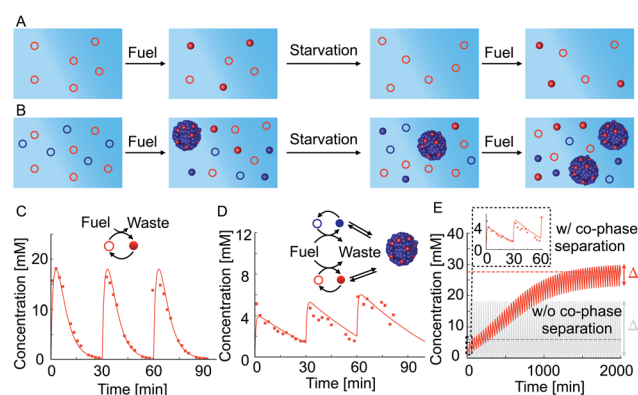 A
Fuel
Starvation
Fuel
B
Fuel
Starvation
Fuel
C
Fuel Waste
Concentration [mM]
20
10
0
0 30 60 90
Time [min]
D
Fuel Waste
Concentration [mM]
12
8
4
0
0 30 60 90
Time [min]
E
4
0
0 30 60
w/ co-phase
separation
w/o co-phase
separation
Δ
Δ
Concentration [mM]
40
30
20
10
0
0 1000 2000
Time [min]